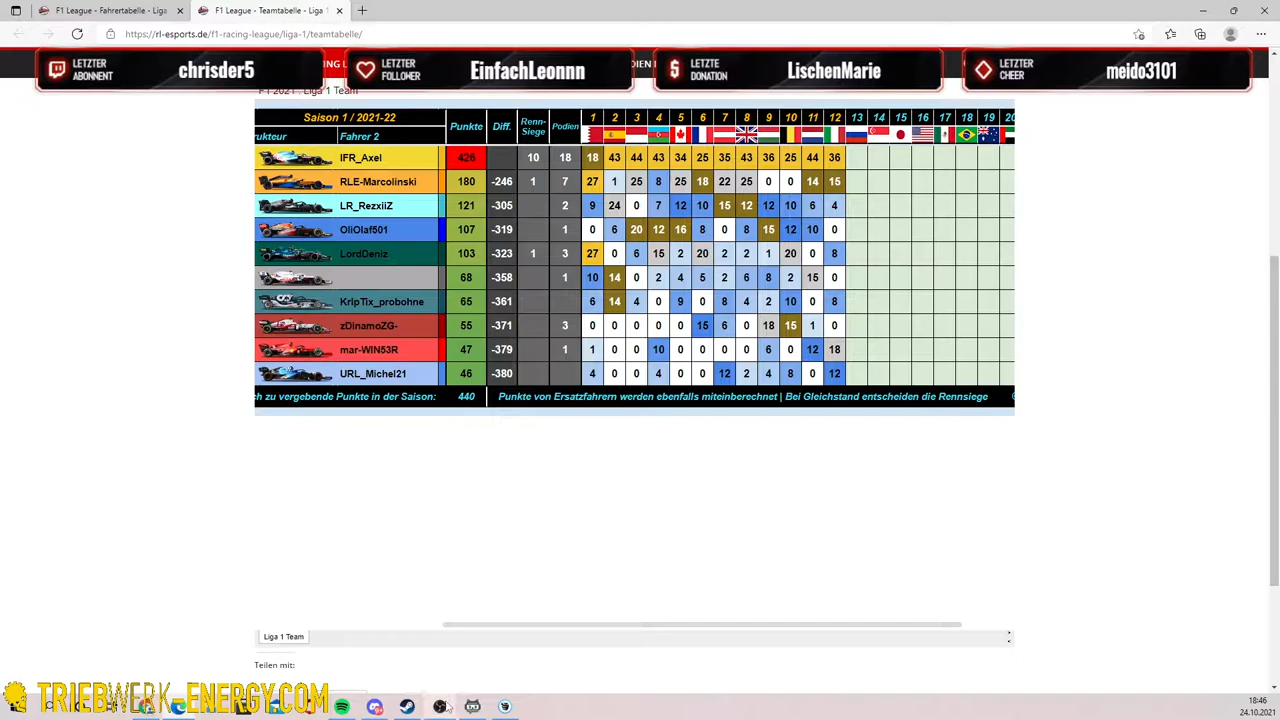 F1 League - Fahrertabelle - Liga
F1 League - Teamtabelle - Liga 1
https://rl-esports.de/f1-racing-league/liga-1/teamtabelle/
LETZTER ABONNENT chrisder5
LETZTER FOLLOWER EinfachLeonnn
LETZTE DONATION LischenMarie
LETZTER CHEER meido3101
F1 2021 : Liga 1 Team
Saison 1 / 2021-22 Punkte Diff. Renn-Siege Podien 1 2 3 4 5 6 7 8 9 10 11 12 13 14 15 16 17 18 19 20
rukteur Fahrer 2
IFR_Axel 426 10 18 18 43 44 43 34 25 35 43 36 25 44 36
RLE-Marcolinski 180 -246 1 7 27 1 25 8 25 18 22 25 0 0 14 15
LR_RezxiiZ 121 -305 2 9 24 0 7 12 10 15 12 12 10 6 4
OliOlaf501 107 -319 1 0 6 20 12 16 8 0 8 15 12 10 0
LordDeniz 103 -323 1 3 27 0 6 15 2 20 2 2 1 20 0 8
68 -358 1 10 14 0 2 4 5 2 6 8 2 15 0
KripTix_probohne 65 -361 6 14 4 0 9 0 8 4 2 10 0 8
zDinamoZG- 55 -371 3 0 0 0 0 0 15 6 0 18 15 1 0
mar-WIN53R 47 -379 1 1 0 0 10 0 0 0 0 6 0 12 18
URL_Michel21 46 -380 4 0 0 4 0 0 12 2 4 8 0 12
ch zu vergebende Punkte in der Saison: 440 Punkte von Ersatzfahrern werden ebenfalls miteinberechnet | Bei Gleichstand entscheiden die Rennsiege
Liga 1 Team
Teilen mit:
TRIEBWERK-ENERGY.COM
18:46
24.10.2021